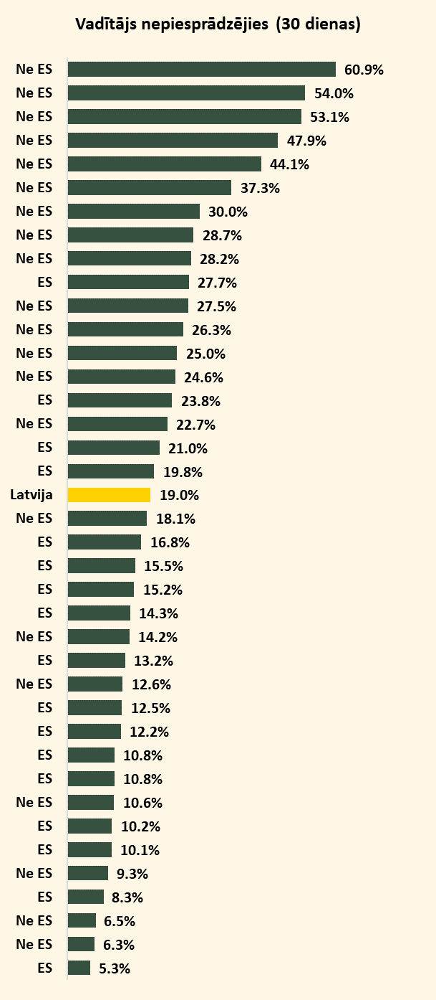 Vadītājs nepiesprādzējies (30 dienas)
Ne ES 60.9%
Ne ES 54.0%
Ne ES 53.1%
Ne ES 47.9%
Ne ES 44.1%
Ne ES 37.3%
Ne ES 30.0%
Ne ES 28.7%
Ne ES 28.2%
ES 27.7%
Ne ES 27.5%
Ne ES 26.3%
Ne ES 25.0%
Ne ES 24.6%
ES 23.8%
Ne ES 22.7%
ES 21.0%
ES 19.8%
Latvija 19.0%
Ne ES 18.1%
ES 16.8%
ES 15.5%
ES 15.2%
ES 14.3%
Ne ES 14.2%
ES 13.2%
Ne ES 12.6%
ES 12.5%
ES 12.2%
ES 10.8%
ES 10.8%
Ne ES 10.6%
ES 10.2%
ES 10.1%
Ne ES 9.3%
ES 8.3%
Ne ES 6.5%
Ne ES 6.3%
ES 5.3%